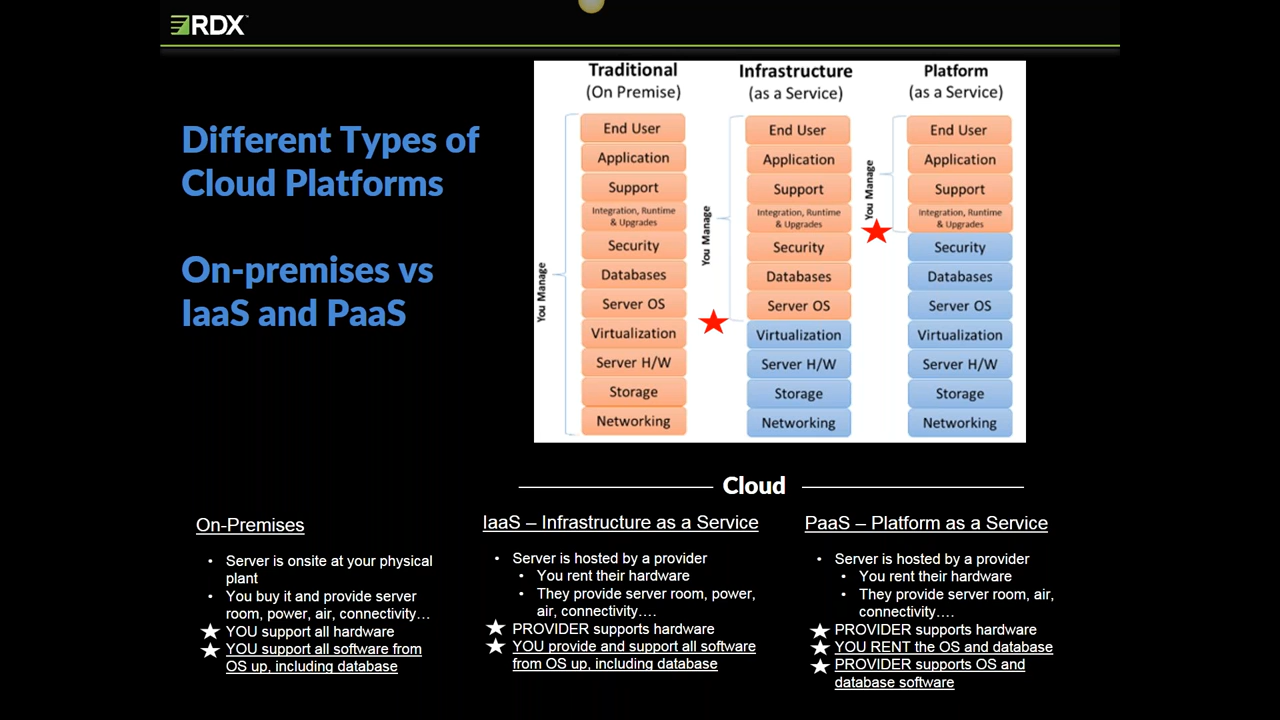 RDX™
Different Types of
Cloud Platforms
On-premises vs
IaaS and PaaS
Traditional
(On Premise)
You Manage
End User
Application
Support
Integration, Runtime
& Upgrades
Security
Databases
Server OS
Virtualization
Server H/W
Storage
Networking
Infrastructure
(as a Service)
You Manage
End User
Application
Support
Integration, Runtime
& Upgrades
Security
Databases
Server OS
Virtualization
Server H/W
Storage
Networking
Platform
(as a Service)
You Manage
End User
Application
Support
Integration, Runtime
& Upgrades
Security
Databases
Server OS
Virtualization
Server H/W
Storage
Networking
Cloud
On-Premises
• Server is onsite at your physical
plant
• You buy it and provide server
room, power, air, connectivity…
YOU support all hardware
YOU support all software from
OS up, including database
IaaS – Infrastructure as a Service
• Server is hosted by a provider
• You rent their hardware
• They provide server room, power,
air, connectivity….
PROVIDER supports hardware
YOU provide and support all software
from OS up, including database
PaaS – Platform as a Service
• Server is hosted by a provider
• You rent their hardware
• They provide server room, air,
connectivity….
PROVIDER supports hardware
YOU RENT the OS and database
PROVIDER supports OS and
database software